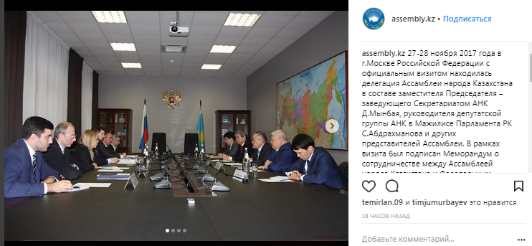 assembly.kz • Подписаться
assembly.kz 27-28 ноября 2017 года в
г.Москве Российской Федерации с
официальным визитом находилась
делегация Ассамблеи народа Казахстана
в составе заместителя Председателя –
заведующего Секретариатом АНК
Д.Мынбая, руководителя депутатской
группы АНК в Мажилисе Парламента РК
С.Абдрахманова и других
представителей Ассамблеи. В рамках
визита был подписан Меморандум о
сотрудничестве между Ассамблеей
temirlan.09 и timjumurbayev это нравится
18 ЧАСОВ НАЗАД
Добавьте комментарий...